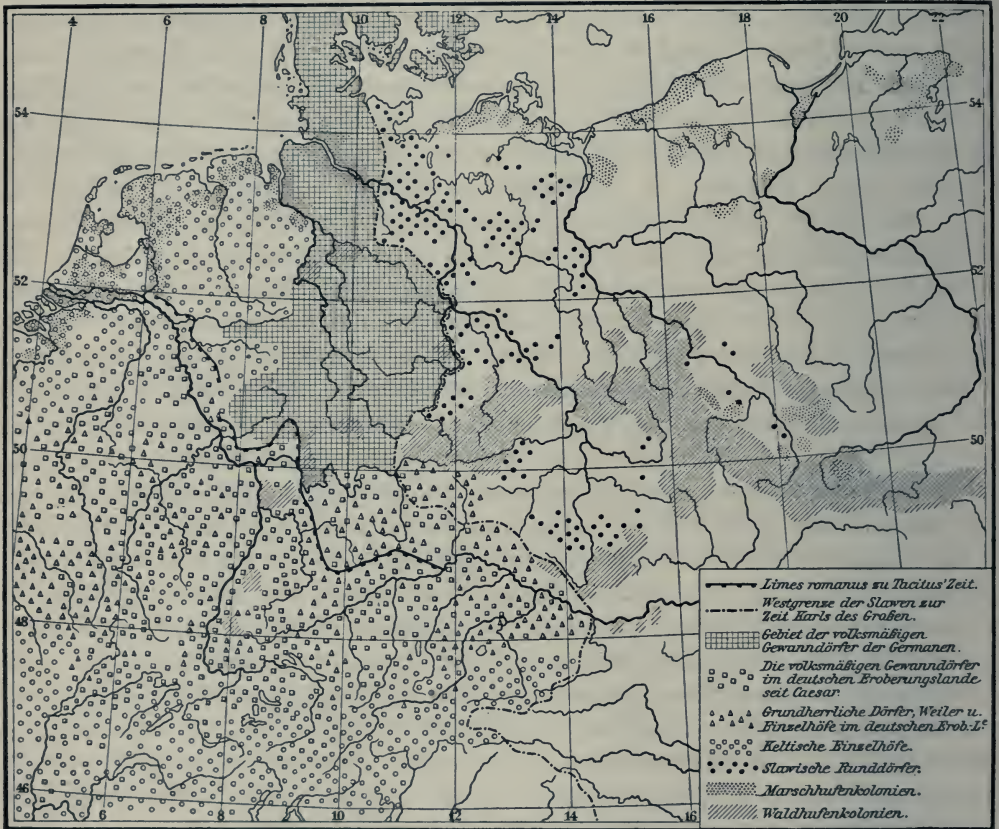 4 6 8 10 12 14 16 18 20 22
54 54
52 52
50 50
48
46
6 8 10 12 14 16
Limes romanus zu Tacitus' Zeit.
Westgrenze der Slawen zur
Zeit Karls des Großen.
Gebiet der volksmäßigen
Gewanndörfer der Germanen.
Die volksmäßigen Gewanndörfer
im deutschen Eroberungslande
seit Caesar.
Grundherrliche Dörfer, Weiler u.
Einzelhöfe im deutschen Erob.-Lᵈ
Keltische Einzelhöfe.
Slawische Runddörfer.
Marschhufenkolonien.
Waldhufenkolonien.